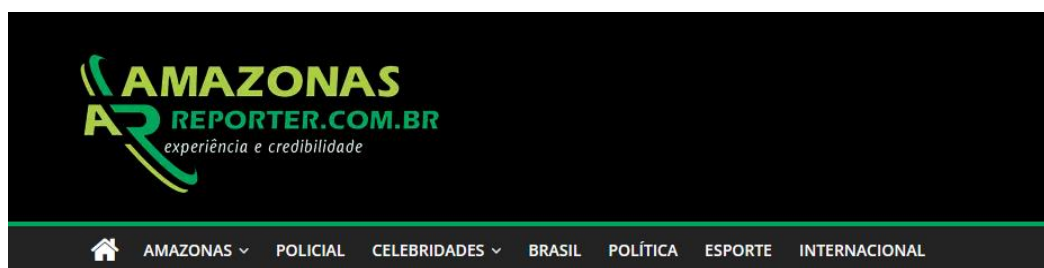 AMAZONAS
AR REPORTER.COM.BR
experiência e credibilidade
AMAZONAS POLICIAL CELEBRIDADES BRASIL POLÍTICA ESPORTE INTERNACIONAL